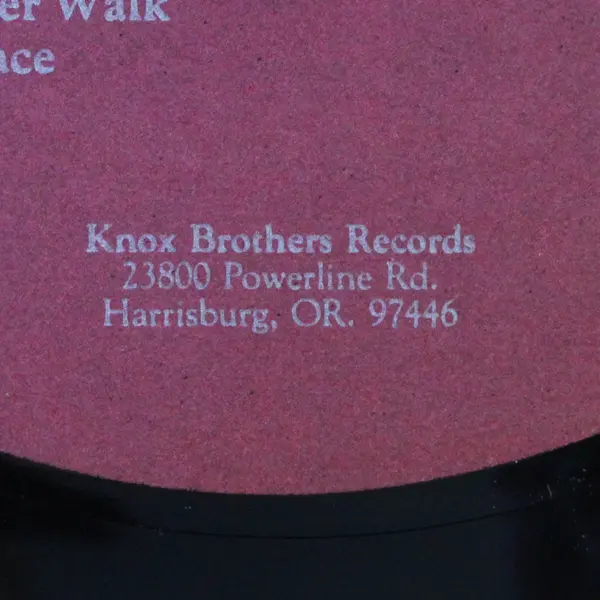 er Walk
ace
Knox Brothers Records
23800 Powerline Rd.
Harrisburg, OR. 97446